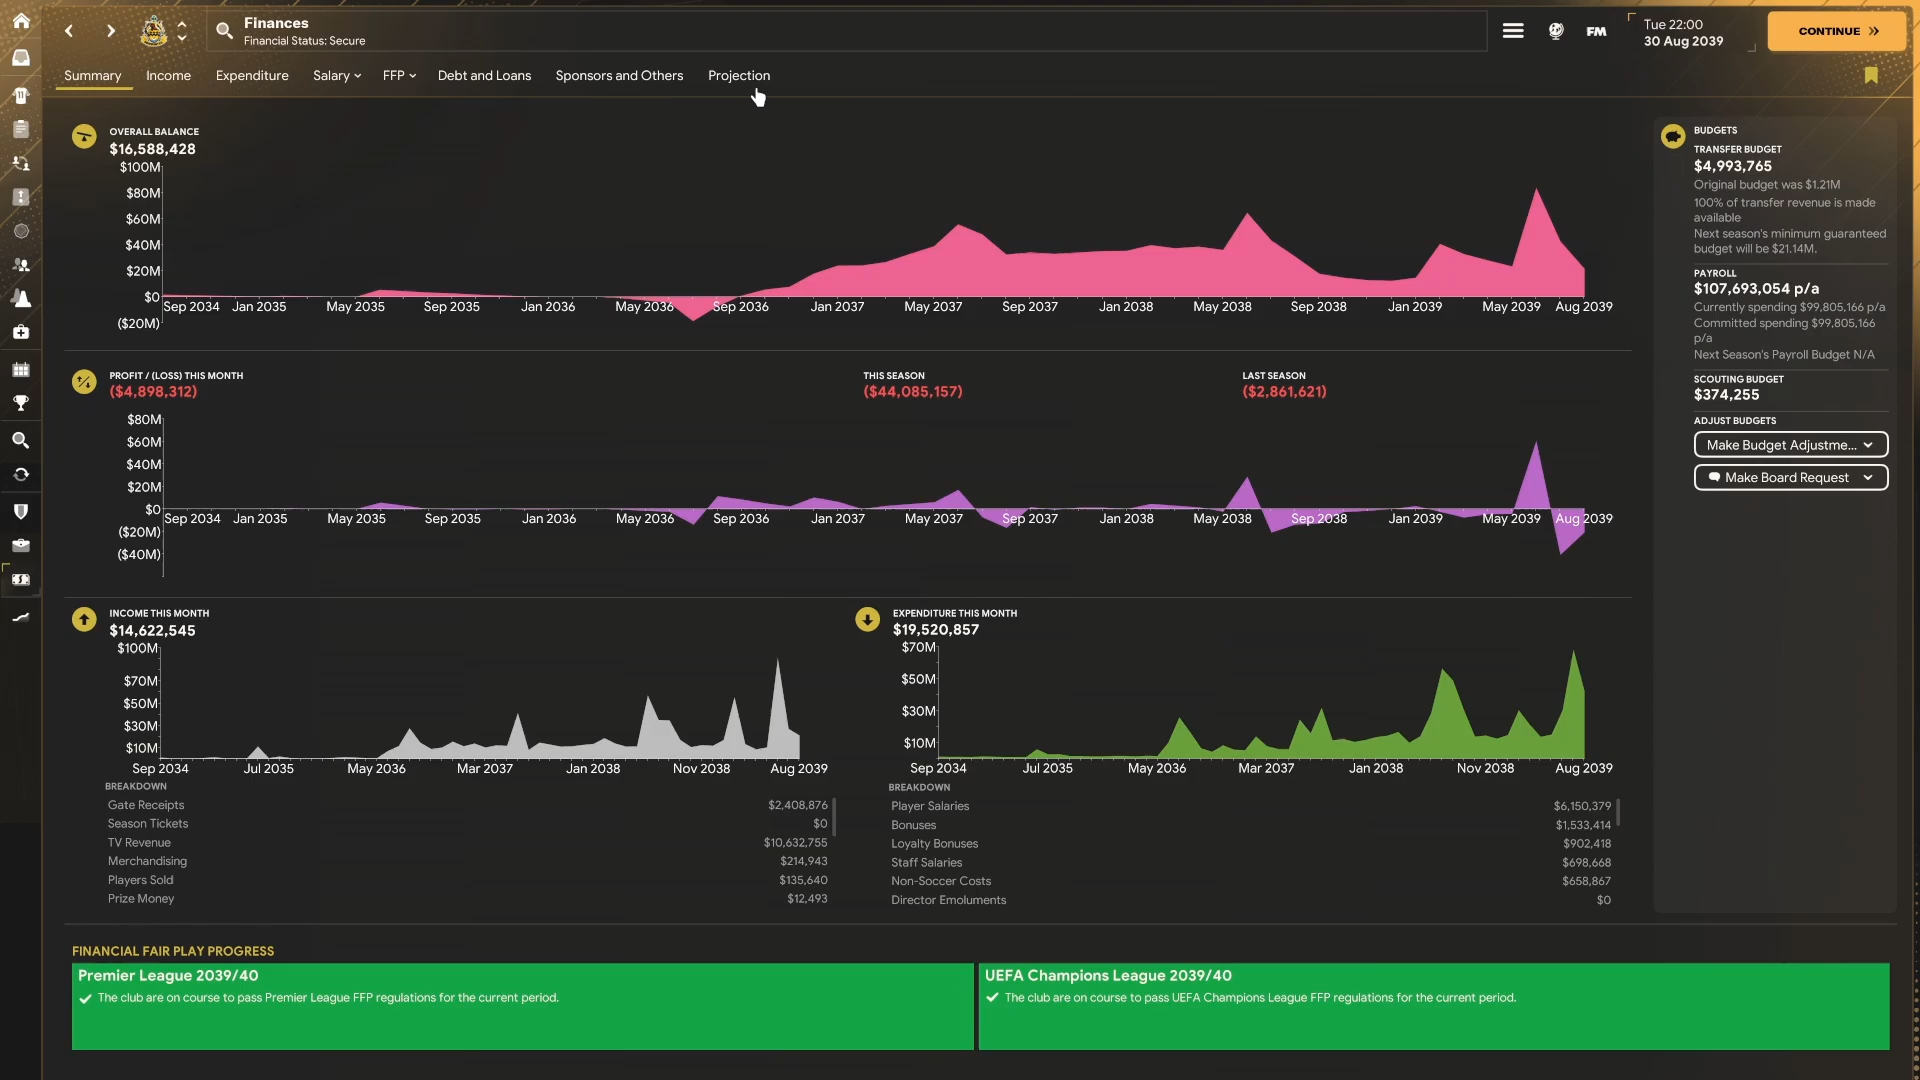 Finances
Financial Status: Secure
FM
Tue 22:00
30 Aug 2039
CONTINUE
Summary
Income
Expenditure
Salary
FFP
Debt and Loans
Sponsors and Others
Projection
OVERALL BALANCE
$16,588,428
$100M
$80M
$60M
$40M
$20M
$0
($20M)
Sep 2034 Jan 2035 May 2035 Sep 2035 Jan 2036 May 2036 Sep 2036 Jan 2037 May 2037 Sep 2037 Jan 2038 May 2038 Sep 2038 Jan 2039 May 2039 Aug 2039
PROFIT / (LOSS) THIS MONTH
($4,898,312)
THIS SEASON
($44,085,157)
LAST SEASON
($2,861,621)
$80M
$60M
$40M
$20M
$0
($20M)
($40M)
Sep 2034 Jan 2035 May 2035 Sep 2035 Jan 2036 May 2036 Sep 2036 Jan 2037 May 2037 Sep 2037 Jan 2038 May 2038 Sep 2038 Jan 2039 May 2039 Aug 2039
INCOME THIS MONTH
$14,622,545
$100M
$70M
$50M
$30M
$10M
Sep 2034 Jul 2035 May 2036 Mar 2037 Jan 2038 Nov 2038 Aug 2039
BREAKDOWN
Gate Receipts $2,408,876
Season Tickets $0
TV Revenue $10,632,755
Merchandising $214,943
Players Sold $135,640
Prize Money $12,493
EXPENDITURE THIS MONTH
$19,520,857
$70M
$50M
$30M
$10M
Sep 2034 Jul 2035 May 2036 Mar 2037 Jan 2038 Nov 2038 Aug 2039
BREAKDOWN
Player Salaries $6,150,379
Bonuses $1,533,414
Loyalty Bonuses $902,418
Staff Salaries $698,668
Non-Soccer Costs $658,867
Director Emoluments $0
BUDGETS
TRANSFER BUDGET
$4,993,765
Original budget was $1.21M
100% of transfer revenue is made
available
Next season's minimum guaranteed
budget will be $21.14M.
PAYROLL
$107,693,054 p/a
Currently spending $99,805,166 p/a
Committed spending $99,805,166
p/a
Next Season's Payroll Budget N/A
SCOUTING BUDGET
$374,255
ADJUST BUDGETS
Make Budget Adjustme...
Make Board Request
FINANCIAL FAIR PLAY PROGRESS
Premier League 2039/40
The club are on course to pass Premier League FFP regulations for the current period.
UEFA Champions League 2039/40
The club are on course to pass UEFA Champions League FFP regulations for the current period.